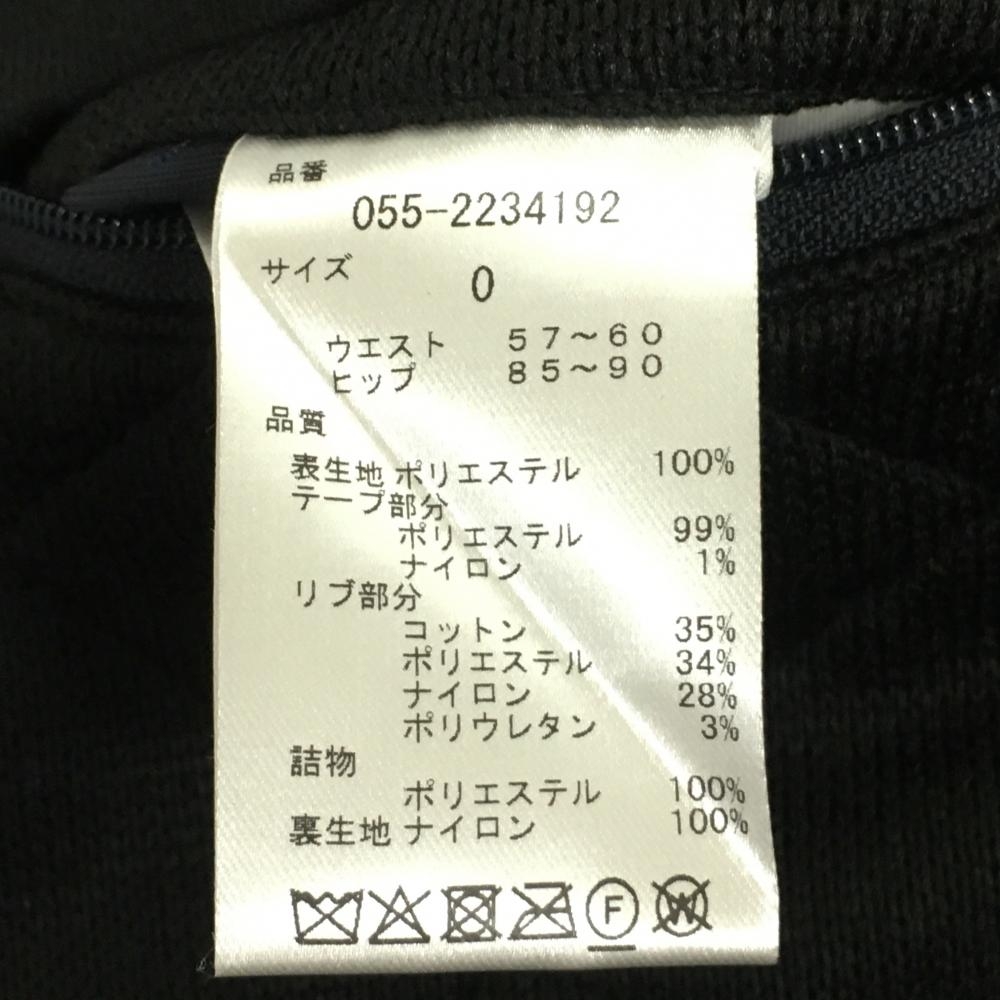 品番
055-2234192
サイズ 0
ウエスト 57～60
ヒップ 85～90
品質
表生地 ポリエステル 100%
テープ部分
ポリエステル 99%
ナイロン 1%
リブ部分
コットン 35%
ポリエステル 34%
ナイロン 28%
ポリウレタン 3%
詰物
ポリエステル 100%
裏生地 ナイロン 100%
F W